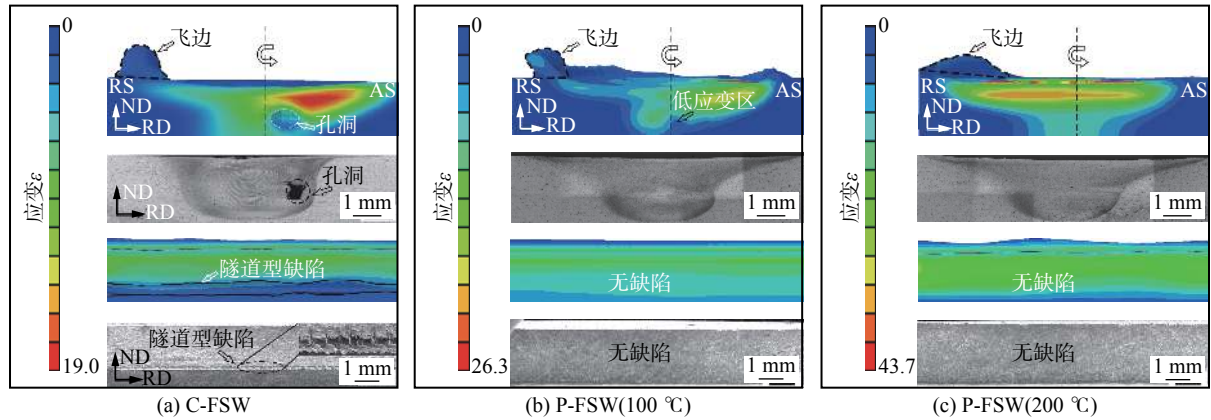 0
飞边
RS
AS
ND
RD
孔洞
孔洞
ND
RD
1 mm
应变ε
隧道型缺陷
隧道型缺陷
ND
RD
1 mm
19.0
(a) C-FSW
0
飞边
RS
AS
ND
RD
低应变区
1 mm
应变ε
无缺陷
无缺陷
1 mm
26.3
(b) P-FSW(100 ℃)
0
飞边
RS
AS
ND
RD
1 mm
应变ε
无缺陷
无缺陷
1 mm
43.7
(c) P-FSW(200 ℃)